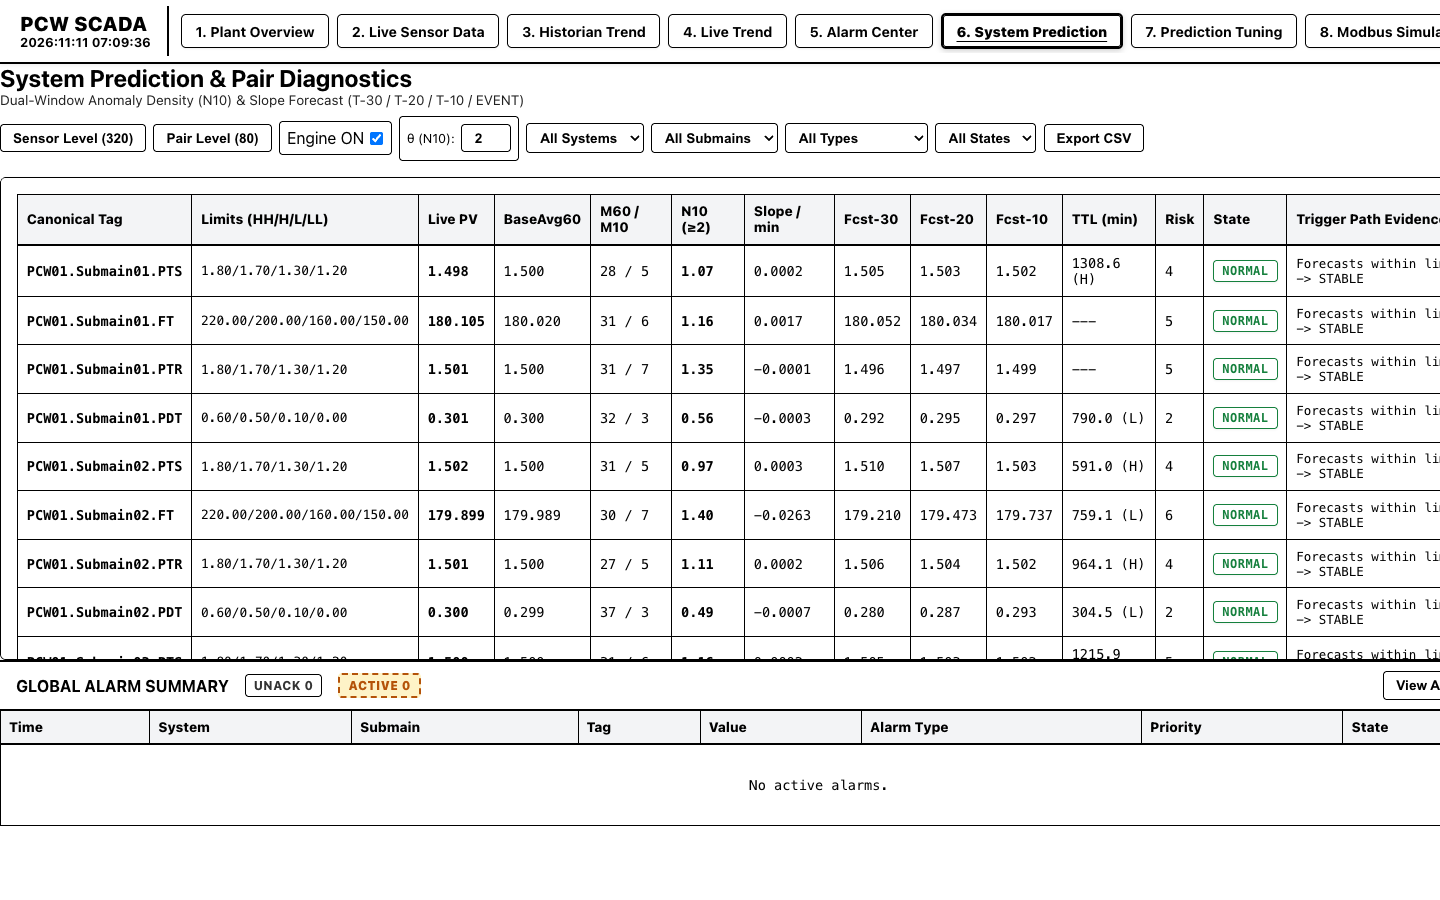 PCW SCADA
2026:11:11 07:09:36
1. Plant Overview
2. Live Sensor Data
3. Historian Trend
4. Live Trend
5. Alarm Center
6. System Prediction
7. Prediction Tuning
8. Modbus Simula
System Prediction & Pair Diagnostics
Dual-Window Anomaly Density (N10) & Slope Forecast (T-30 / T-20 / T-10 / EVENT)
Sensor Level (320) Pair Level (80) Engine ON θ (N10): 2 All Systems All Submains All Types All States Export CSV
Canonical Tag Limits (HH/H/L/LL) Live PV BaseAvg60 M60 / M10 N10 (≥2) Slope / min Fcst-30 Fcst-20 Fcst-10 TTL (min) Risk State Trigger Path Evidence
PCW01.Submain01.PTS 1.80/1.70/1.30/1.20 1.498 1.500 28 / 5 1.07 0.0002 1.505 1.503 1.502 1308.6 (H) 4 NORMAL Forecasts within li —> STABLE
PCW01.Submain01.FT 220.00/200.00/160.00/150.00 180.105 180.020 31 / 6 1.16 0.0017 180.052 180.034 180.017 --- 5 NORMAL Forecasts within li —> STABLE
PCW01.Submain01.PTR 1.80/1.70/1.30/1.20 1.501 1.500 31 / 7 1.35 -0.0001 1.496 1.497 1.499 --- 5 NORMAL Forecasts within li —> STABLE
PCW01.Submain01.PDT 0.60/0.50/0.10/0.00 0.301 0.300 32 / 3 0.56 -0.0003 0.292 0.295 0.297 790.0 (L) 2 NORMAL Forecasts within li —> STABLE
PCW01.Submain02.PTS 1.80/1.70/1.30/1.20 1.502 1.500 31 / 5 0.97 0.0003 1.510 1.507 1.503 591.0 (H) 4 NORMAL Forecasts within li —> STABLE
PCW01.Submain02.FT 220.00/200.00/160.00/150.00 179.899 179.989 30 / 7 1.40 -0.0263 179.210 179.473 179.737 759.1 (L) 6 NORMAL Forecasts within li —> STABLE
PCW01.Submain02.PTR 1.80/1.70/1.30/1.20 1.501 1.500 27 / 5 1.11 0.0002 1.506 1.504 1.502 964.1 (H) 4 NORMAL Forecasts within li —> STABLE
PCW01.Submain02.PDT 0.60/0.50/0.10/0.00 0.300 0.299 37 / 3 0.49 -0.0007 0.280 0.287 0.293 304.5 (L) 2 NORMAL Forecasts within li —> STABLE
1215.9 Forecasts within li
GLOBAL ALARM SUMMARY UNACK 0 ACTIVE 0 View A
Time System Submain Tag Value Alarm Type Priority State
No active alarms.